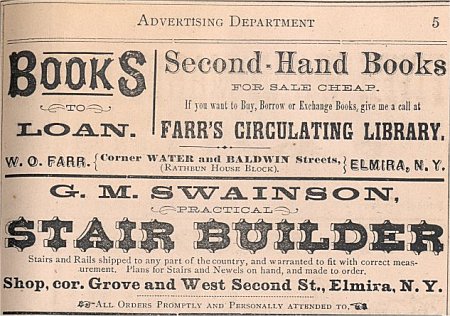 Advertising Department 5
Books
TO
LOAN.
Second-Hand Books
FOR SALE CHEAP.
If you want to Buy, Borrow or Exchange Books, give me a call at
FARR'S CIRCULATING LIBRARY.
W. O. FARR. {Corner WATER and BALDWIN Streets, (RATHBUN HOUSE BLOCK).} ELMIRA, N. Y.
G. M. SWAINSON,
PRACTICAL
STAIR BUILDER
Stairs and Rails shipped to any part of the country, and warranted to fit with correct meas-
urement. Plans for Stairs and Newels on hand, and made to order.
Shop, cor. Grove and West Second St., Elmira, N. Y.
All Orders Promptly and Personally attended to.